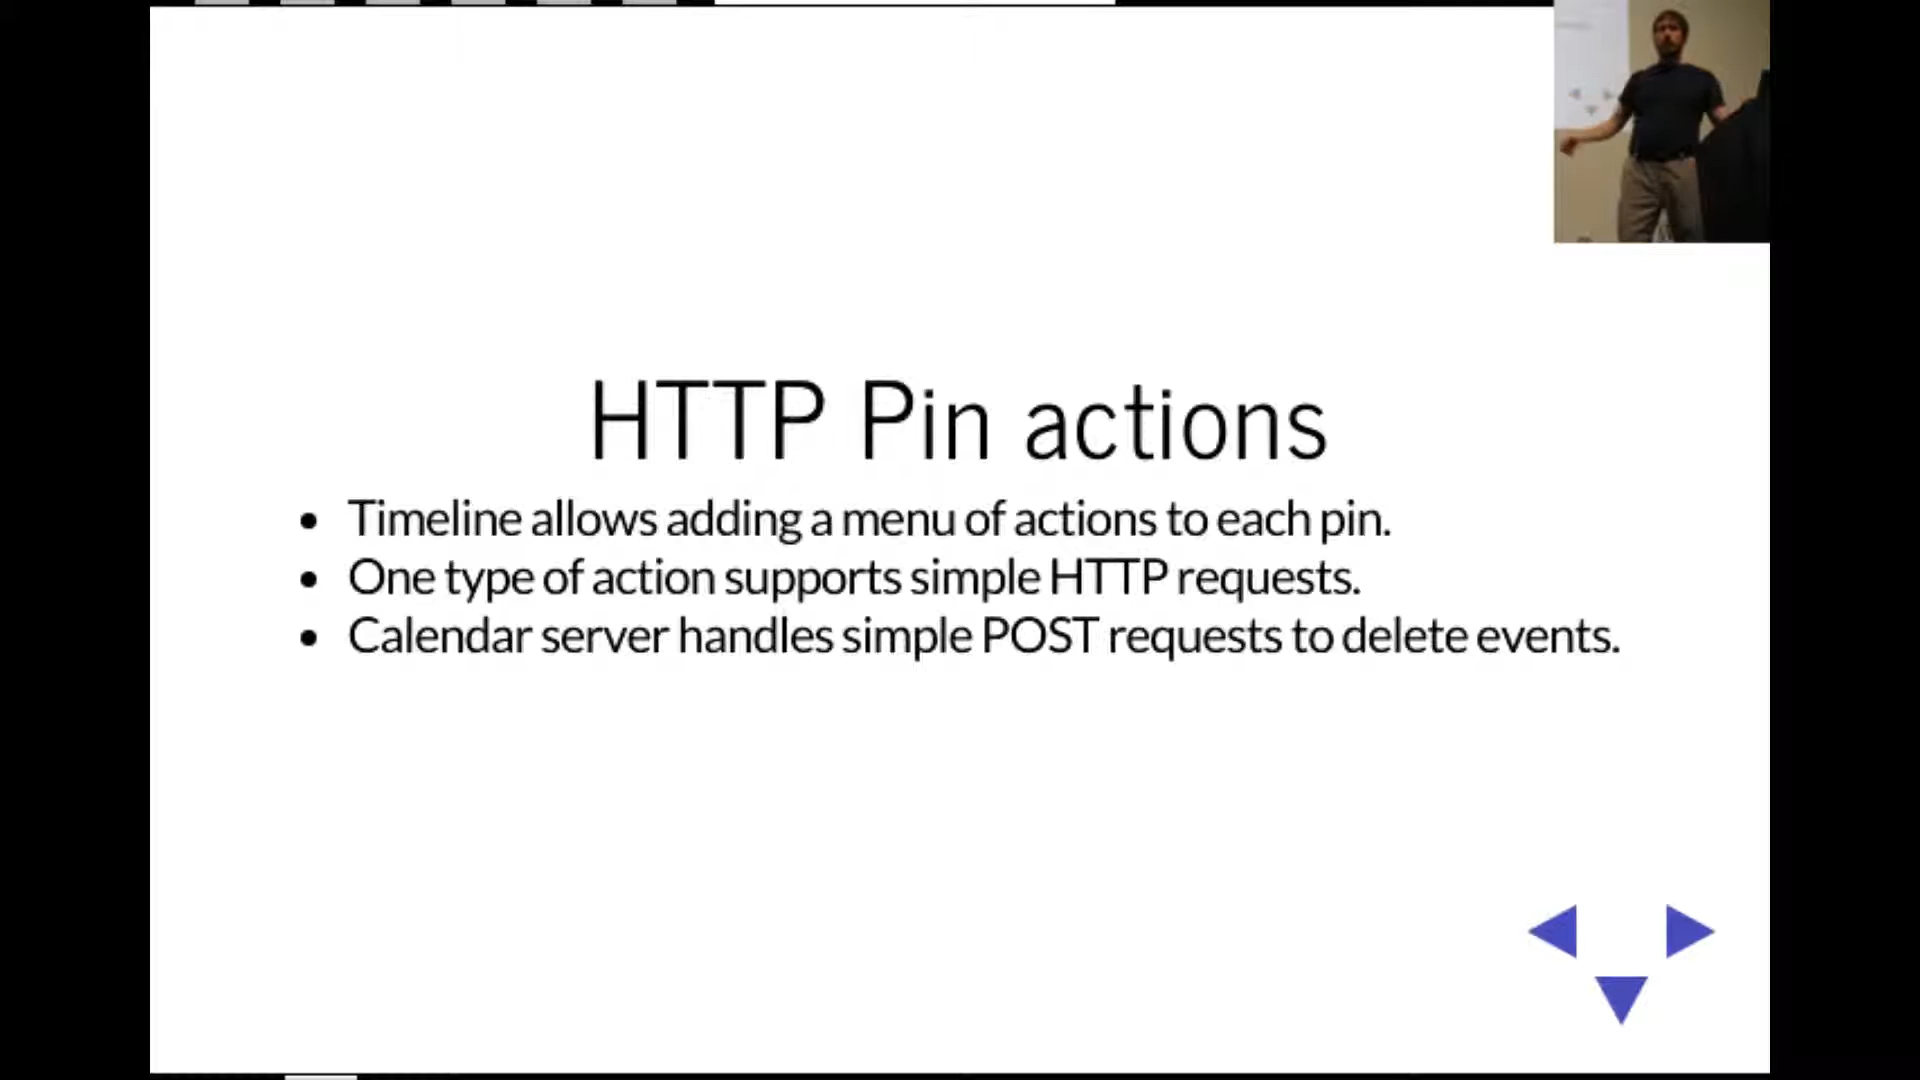 HTTP Pin actions
Timeline allows adding a menu of actions to each pin.
One type of action supports simple HTTP requests.
Calendar server handles simple POST requests to delete events.